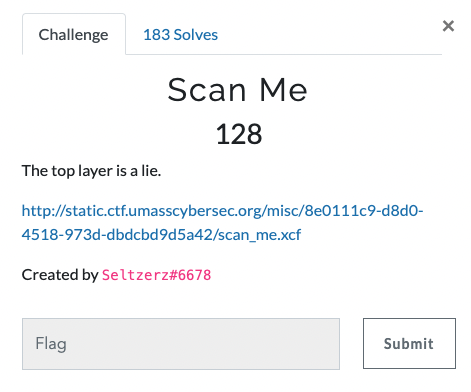 Challenge
183 Solves
×
Scan Me
128
The top layer is a lie.
http://static.ctf.umasscybersec.org/misc/8e0111c9-d8d0-
4518-973d-dbdcbd9d5a42/scan_me.xcf
Created by Seltzerz#6678
Flag
Submit